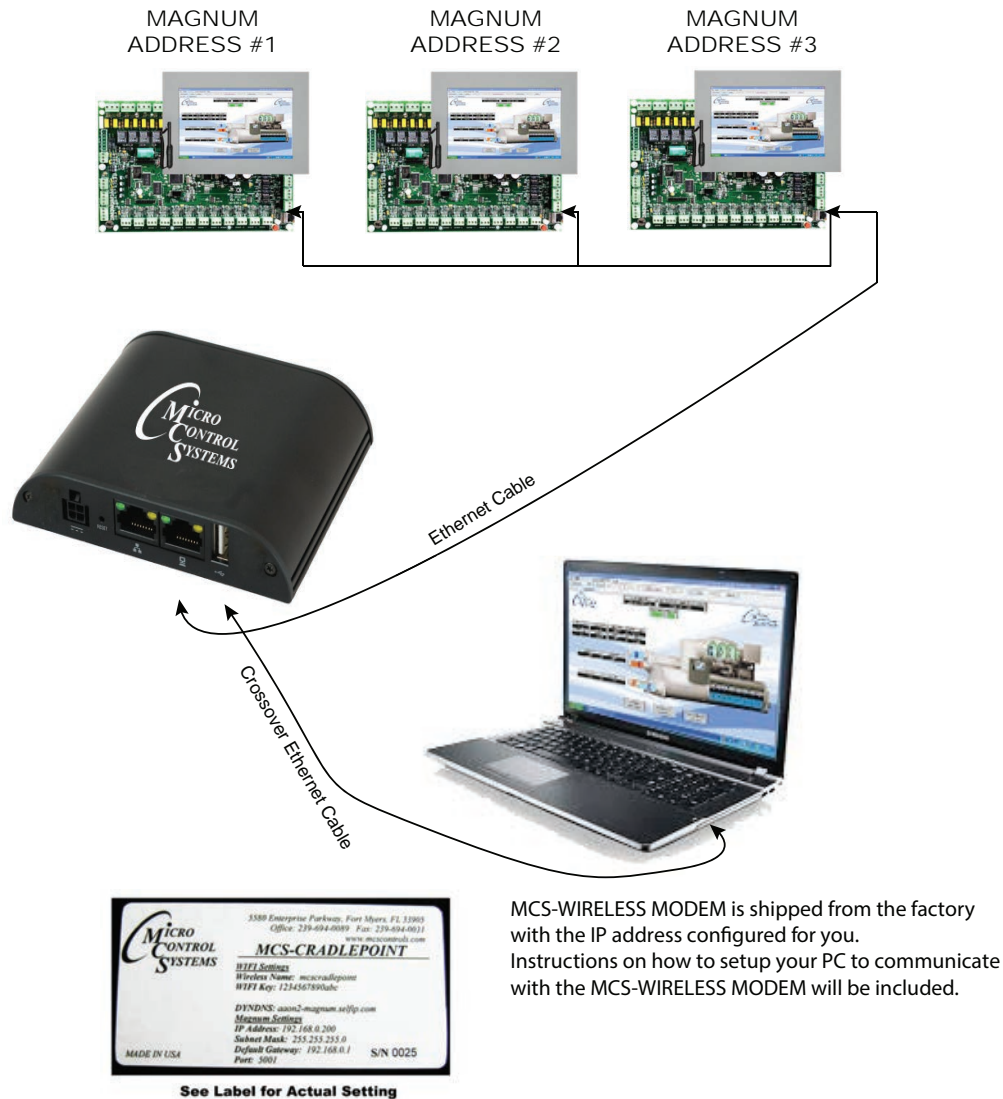 MAGNUM
ADDRESS #1
MAGNUM
ADDRESS #2
MAGNUM
ADDRESS #3
MICRO
CONTROL
SYSTEMS
Ethernet Cable
Crossover Ethernet Cable
MICRO
CONTROL
SYSTEMS
5580 Enterprise Parkway, Fort Myers, FL 33905
Office: 239-694-0089 Fax: 239-694-0031
www.mcscontrols.com
MCS-CRADLEPOINT
WIFI Settings
Wireless Name: mcscradlepoint
WIFI Key: 1234567890abc
DYNDNS: aaon2-magnum.selfip.com
Magnum Settings
IP Address: 192.168.0.200
Subnet Mask: 255.255.255.0
Default Gateway: 192.168.0.1
Port: 5001
S/N 0025
MADE IN USA
See Label for Actual Setting
MCS-WIRELESS MODEM is shipped from the factory
with the IP address configured for you.
Instructions on how to setup your PC to communicate
with the MCS-WIRELESS MODEM will be included.